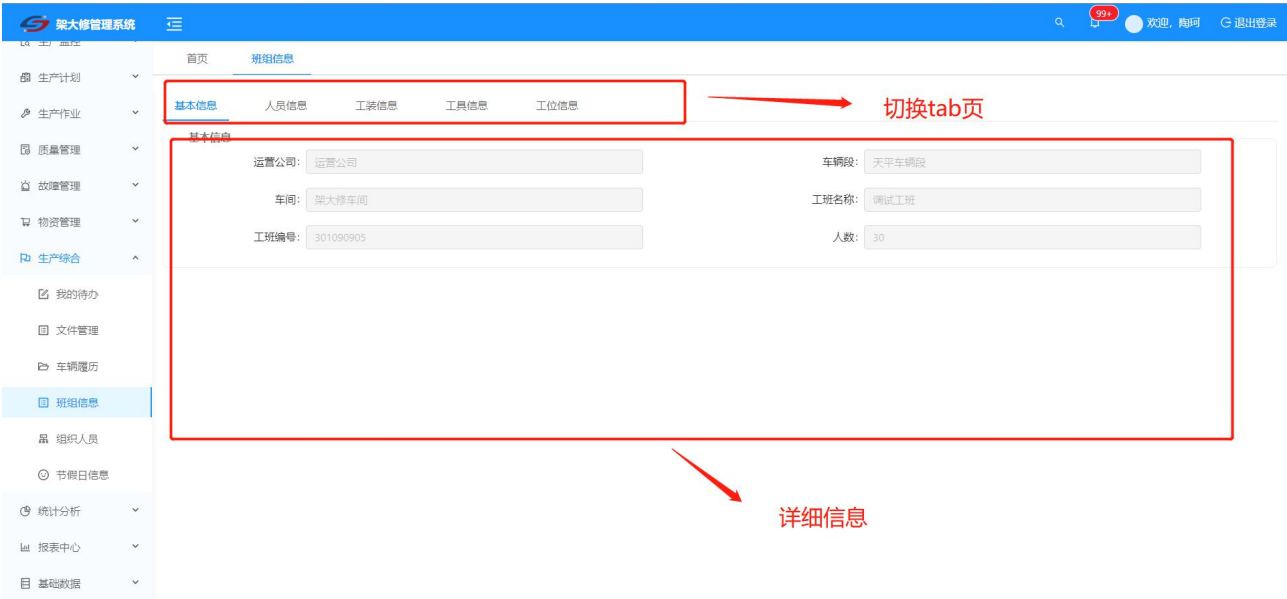 架大修管理系统
99+
欢迎，陶珂
退出登录
生产监控
生产计划
生产作业
质量管理
故障管理
物资管理
生产综合
我的待办
文件管理
车辆履历
班组信息
组织人员
节假日信息
统计分析
报表中心
基础数据
首页
班组信息
基本信息
人员信息
工装信息
工具信息
工位信息
切换tab页
基本信息
运营公司: 运营公司
车辆段: 天平车辆段
车间: 架大修车间
工班名称: 调试工班
工班编号: 301090905
人数: 30
详细信息